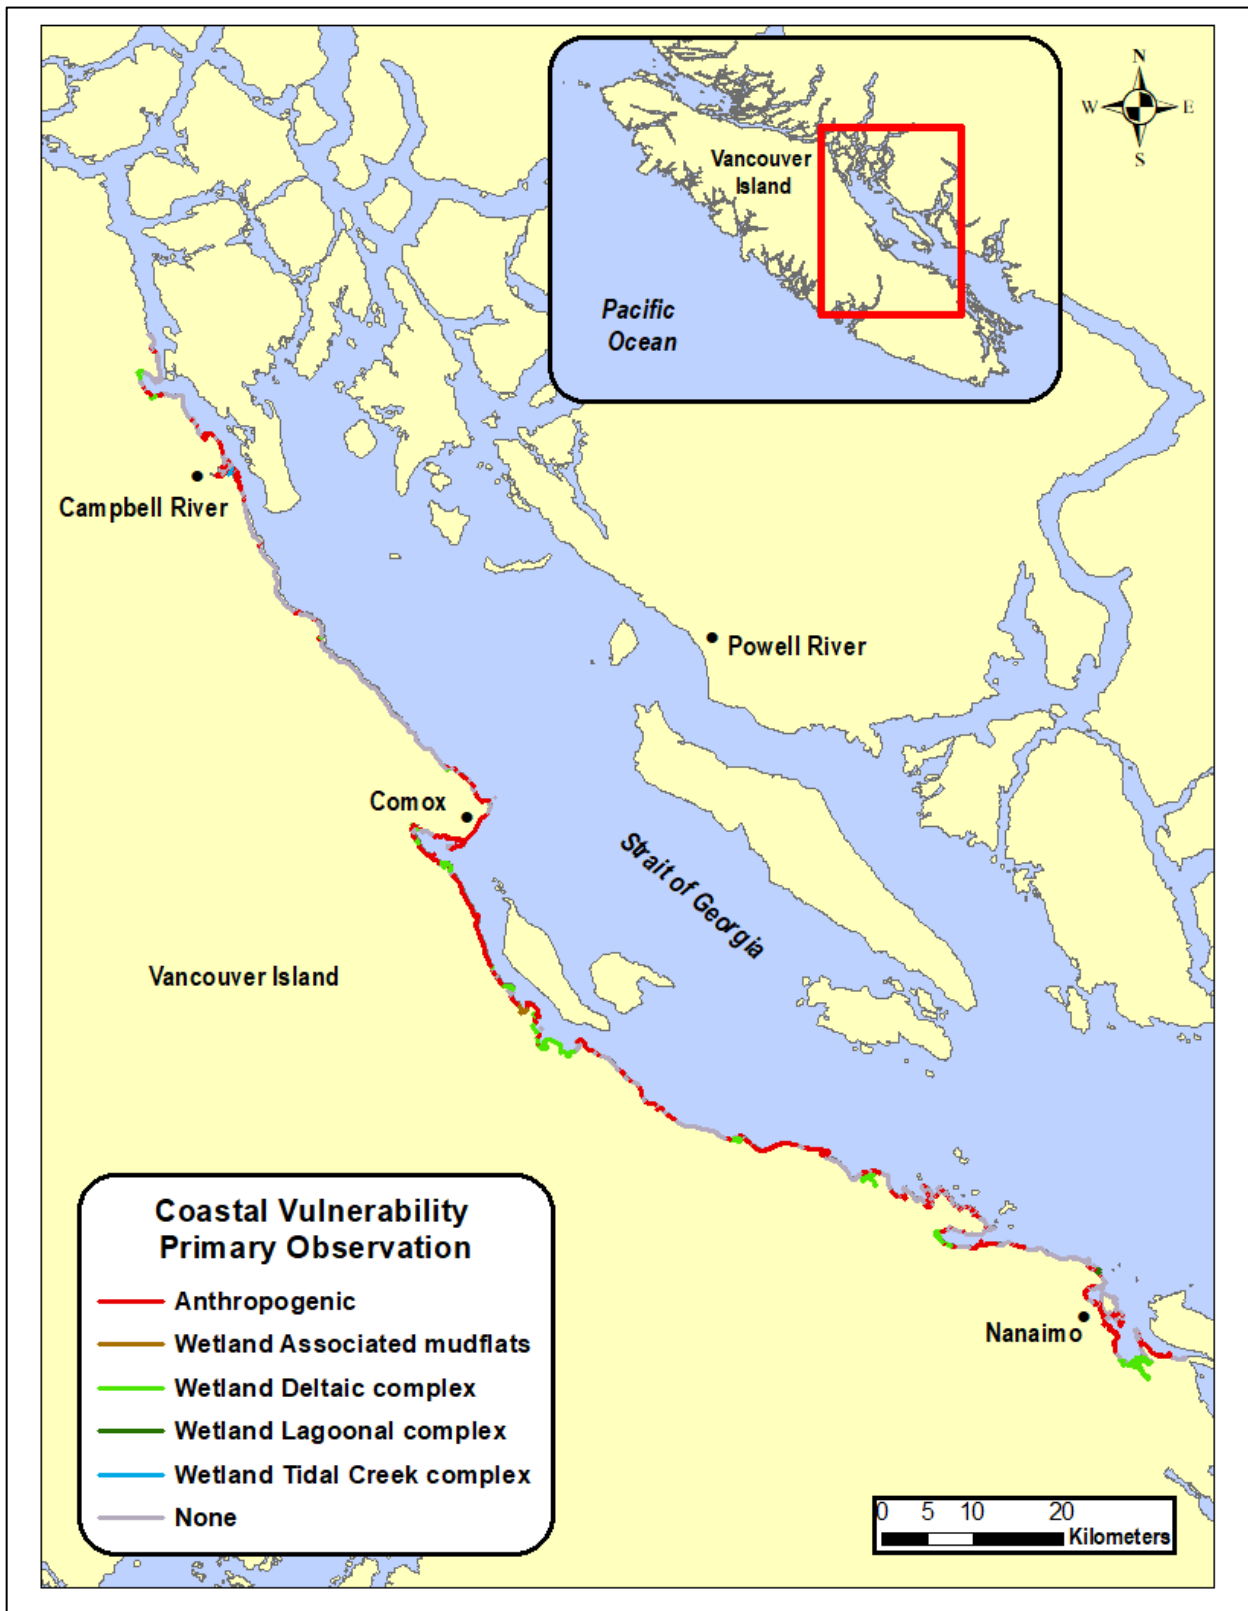 N
W E
S
Vancouver
Island
Pacific
Ocean
Campbell River
Powell River
Comox
Strait of Georgia
Vancouver Island
Nanaimo
Coastal Vulnerability
Primary Observation
Anthropogenic
Wetland Associated mudflats
Wetland Deltaic complex
Wetland Lagoonal complex
Wetland Tidal Creek complex
None
0 5 10 20
Kilometers